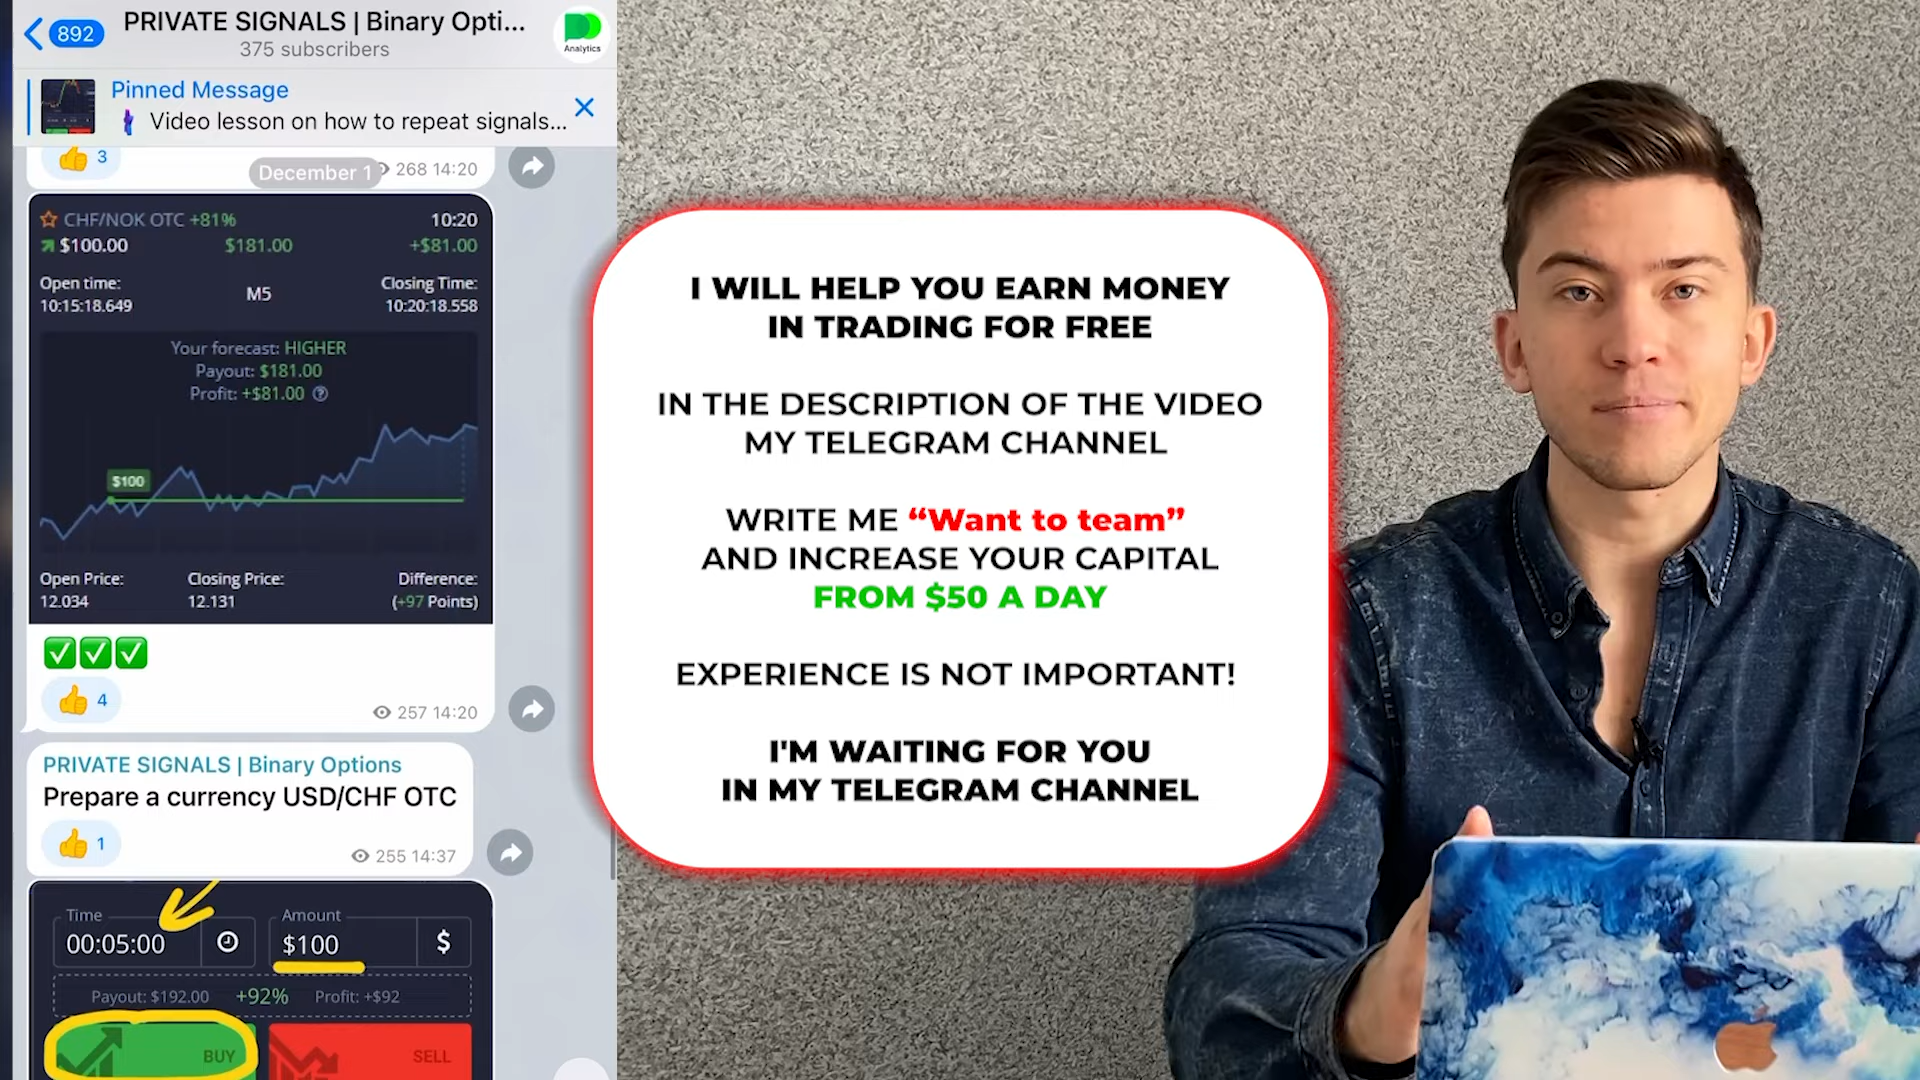 892
PRIVATE SIGNALS | Binary Opti...
375 subscribers
Analytics
Pinned Message
Video lesson on how to repeat signals...
3
December 1
268 14:20
CHF/NOK OTC +81%
10:20
$100.00
$181.00
+$81.00
Open time:
10:15:18.649
M5
Closing Time:
10:20:18.558
Your forecast: HIGHER
Payout: $181.00
Profit: +$81.00
$100
Open Price:
12.034
Closing Price:
12.131
Difference:
(+97 Points)
4
257 14:20
PRIVATE SIGNALS | Binary Options
Prepare a currency USD/CHF OTC
1
255 14:37
Time
00:05:00
Amount
$100
$
Payout: $192.00
+92%
Profit: +$92
BUY
SELL
I WILL HELP YOU EARN MONEY
IN TRADING FOR FREE
IN THE DESCRIPTION OF THE VIDEO
MY TELEGRAM CHANNEL
WRITE ME “Want to team”
AND INCREASE YOUR CAPITAL
FROM $50 A DAY
EXPERIENCE IS NOT IMPORTANT!
I'M WAITING FOR YOU
IN MY TELEGRAM CHANNEL